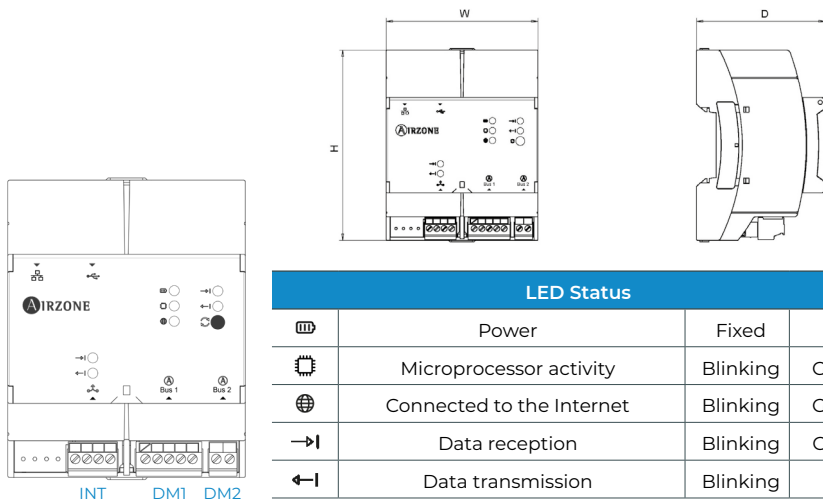 W
D
H
AIRZONE
Bus 1
Bus 2
AIRZONE
Bus 1
Bus 2
INT
DM1
DM2
LED Status
Power
Fixed
Microprocessor activity
Blinking
Connected to the Internet
Blinking
Data reception
Blinking
Data transmission
Blinking